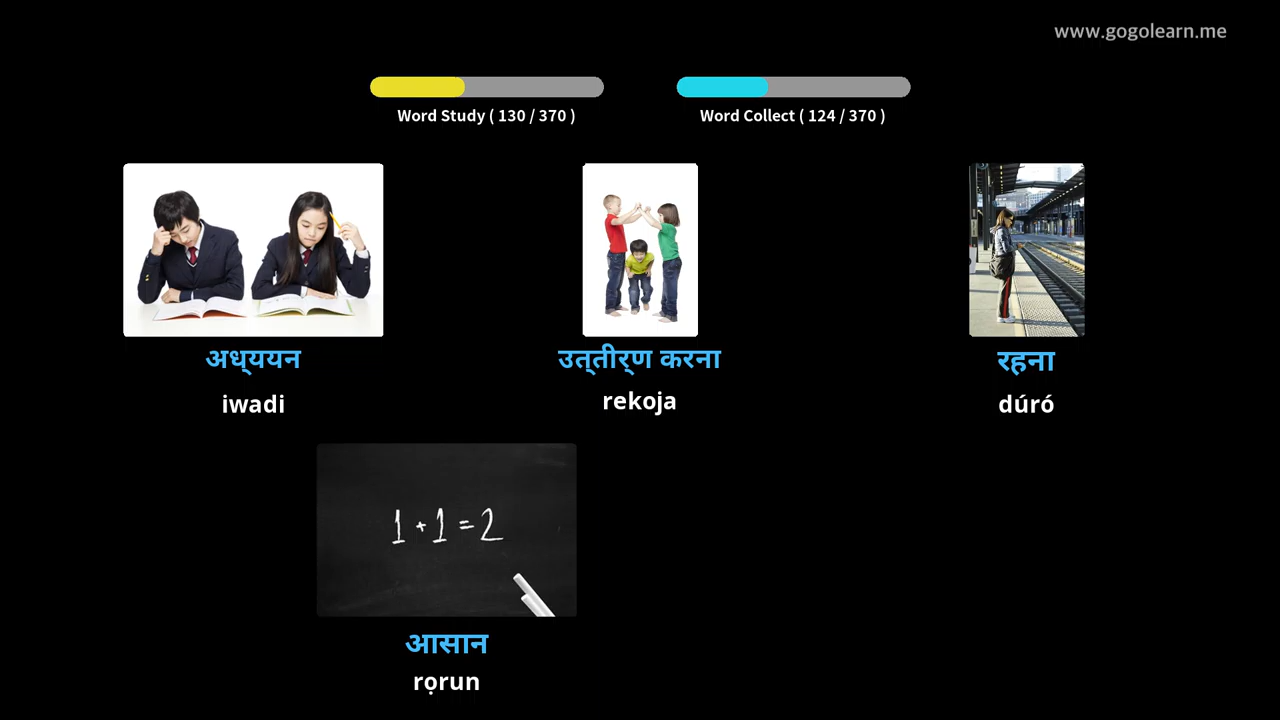 www.gogolearn.me
Word Study ( 130 / 370 )
Word Collect ( 124 / 370 )
अध्ययन
iwadi
उत्तीर्ण करना
rekoja
रहना
dúró
1 + 1 = 2
आसान
rọrun